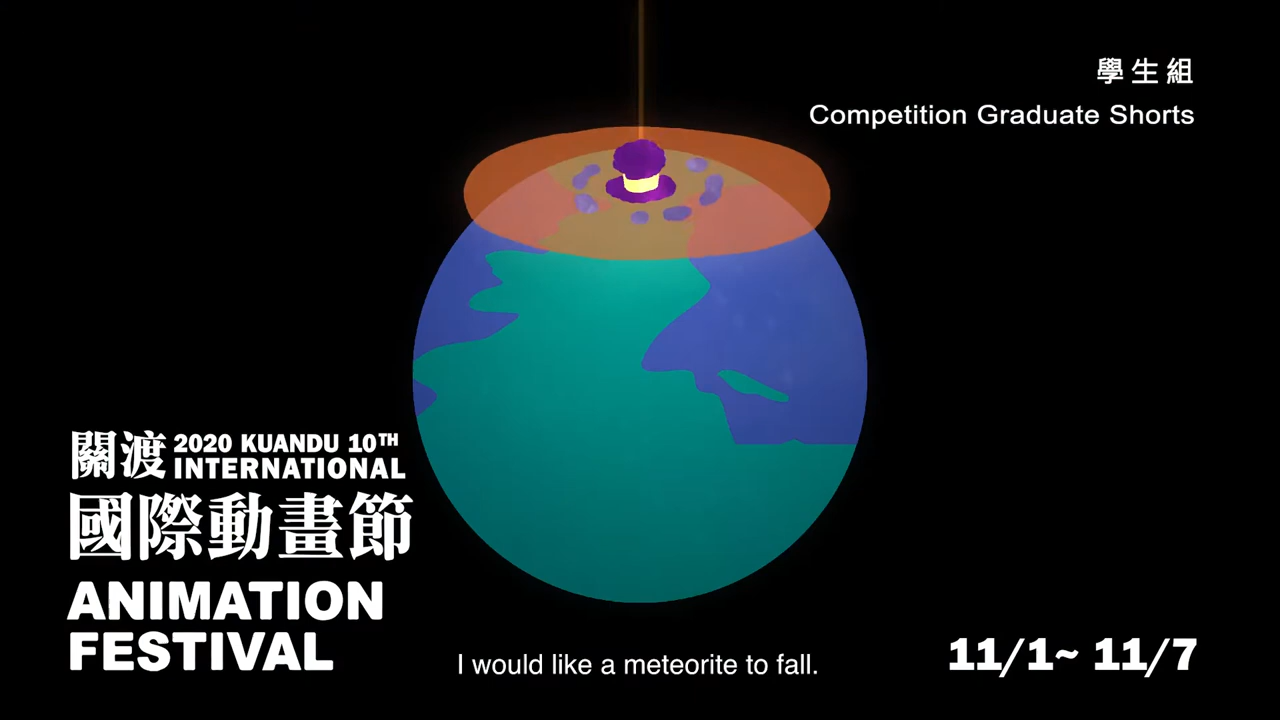 學生組
Competition Graduate Shorts
關渡 2020 KUANDU 10TH
INTERNATIONAL
國際動畫節
ANIMATION
FESTIVAL
I would like a meteorite to fall.
11/1~ 11/7